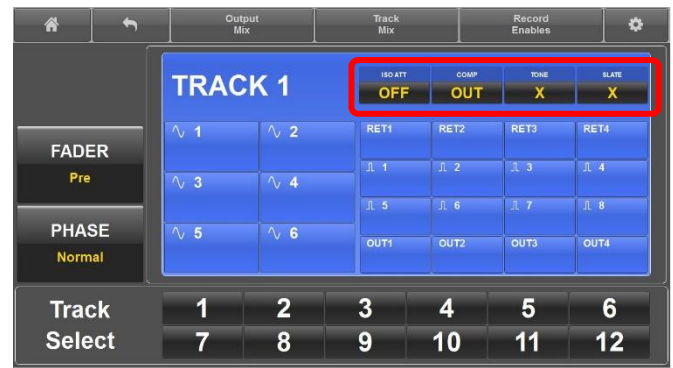 Output Mix
Track Mix
Record Enables
TRACK 1
ISO ATT COMP TONE SLATE
OFF OUT X X
FADER
Pre
PHASE
Normal
1 2
3 4
5 6
RET1 RET2 RET3 RET4
1 2 3 4
5 6 7 8
OUT1 OUT2 OUT3 OUT4
Track Select
1 2 3 4 5 6
7 8 9 10 11 12